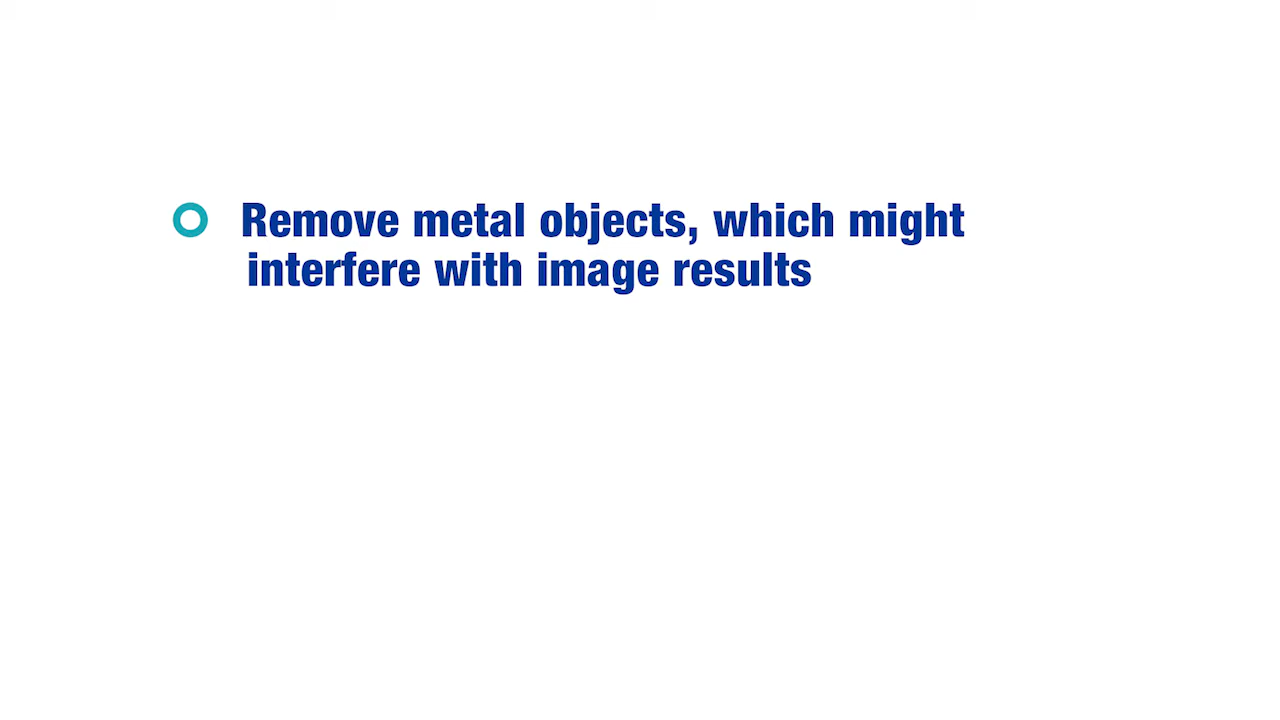 Remove metal objects, which might
interfere with image results